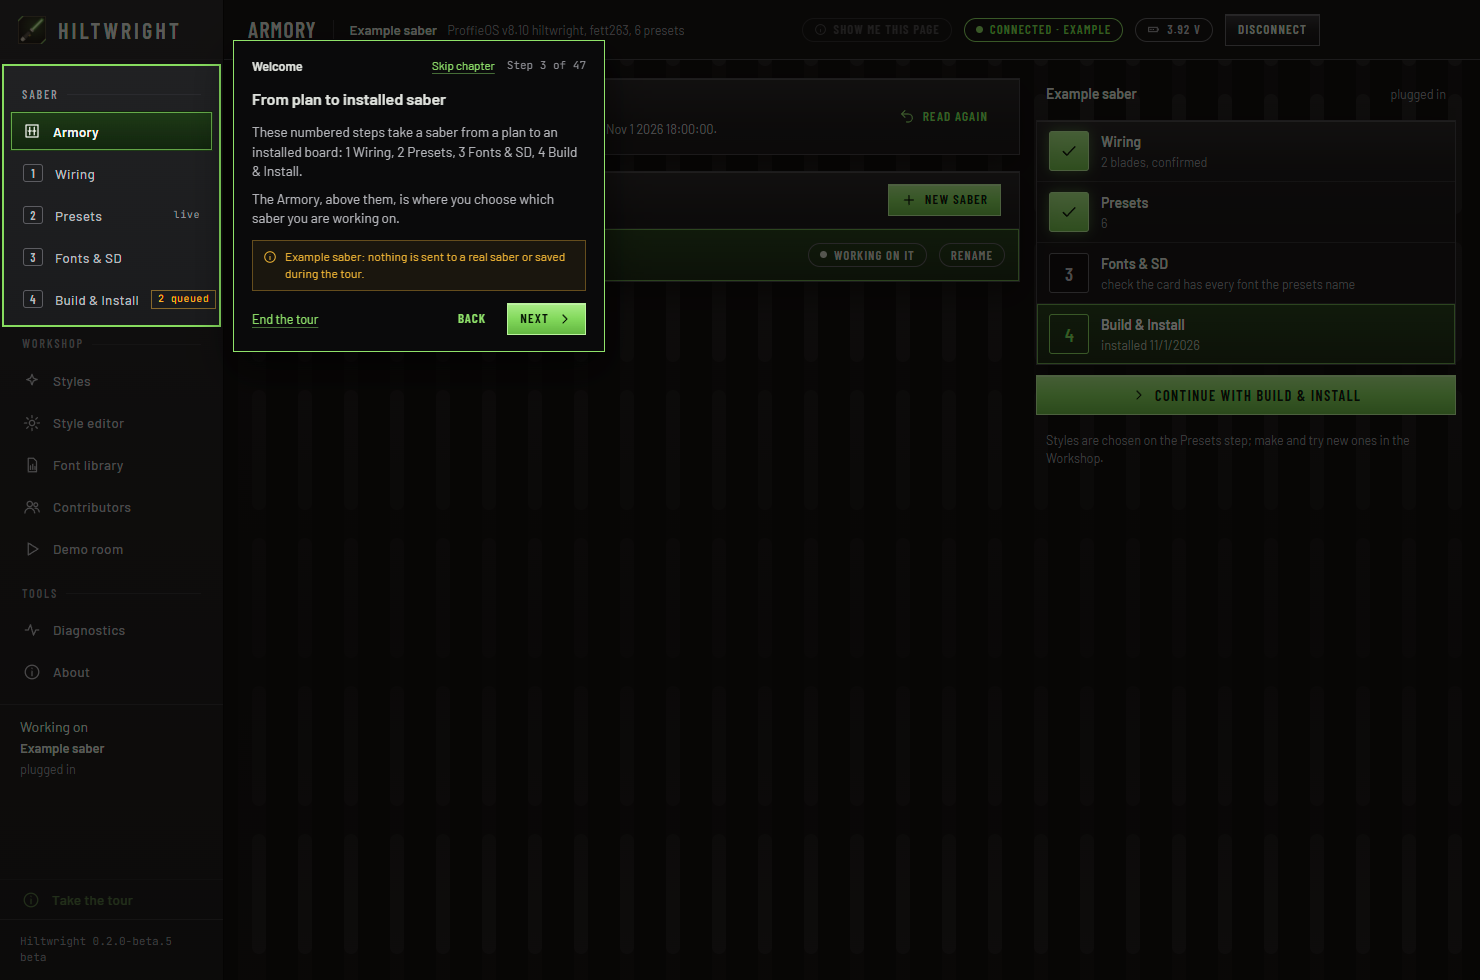 HILTWRIGHT
SABER
Armory
1 Wiring
2 Presets live
3 Fonts & SD
4 Build & Install 2 queued
WORKSHOP
Styles
Style editor
Font library
Contributors
Demo room
TOOLS
Diagnostics
About
Working on
Example saber
plugged in
Take the tour
Hiltwright 0.2.0-beta.5
beta
ARMORY
Example saber ProffieOS v8.10 hiltwright, fett263, 6 presets
SHOW ME THIS PAGE
CONNECTED · EXAMPLE
3.92 V
DISCONNECT
Welcome
Skip chapter Step 3 of 47
From plan to installed saber
These numbered steps take a saber from a plan to an
installed board: 1 Wiring, 2 Presets, 3 Fonts & SD, 4 Build
& Install.
The Armory, above them, is where you choose which
saber you are working on.
Example saber: nothing is sent to a real saber or saved
during the tour.
End the tour
BACK
NEXT
Nov 1 2026 18:00:00.
READ AGAIN
NEW SABER
WORKING ON IT
RENAME
Example saber plugged in
Wiring
2 blades, confirmed
Presets
6
3 Fonts & SD
check the card has every font the presets name
4 Build & Install
installed 11/1/2026
CONTINUE WITH BUILD & INSTALL
Styles are chosen on the Presets step; make and try new ones in the
Workshop.